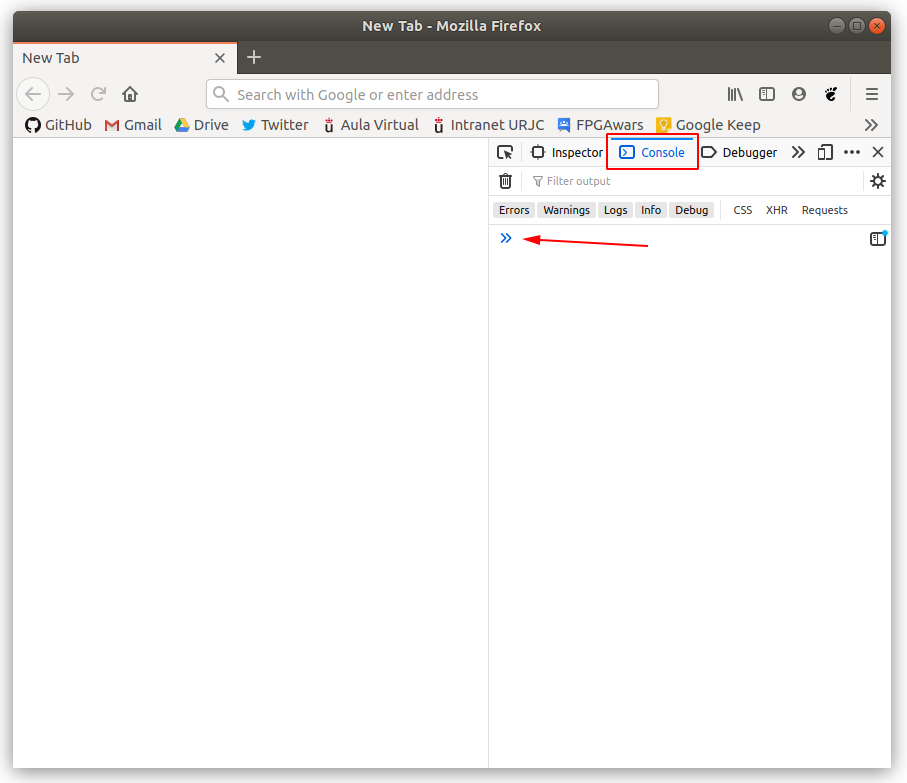 New Tab - Mozilla Firefox
New Tab
Search with Google or enter address
GitHub Gmail Drive Twitter Aula Virtual Intranet URJC FPGAwars Google Keep
Inspector Console Debugger
Filter output
Errors Warnings Logs Info Debug CSS XHR Requests